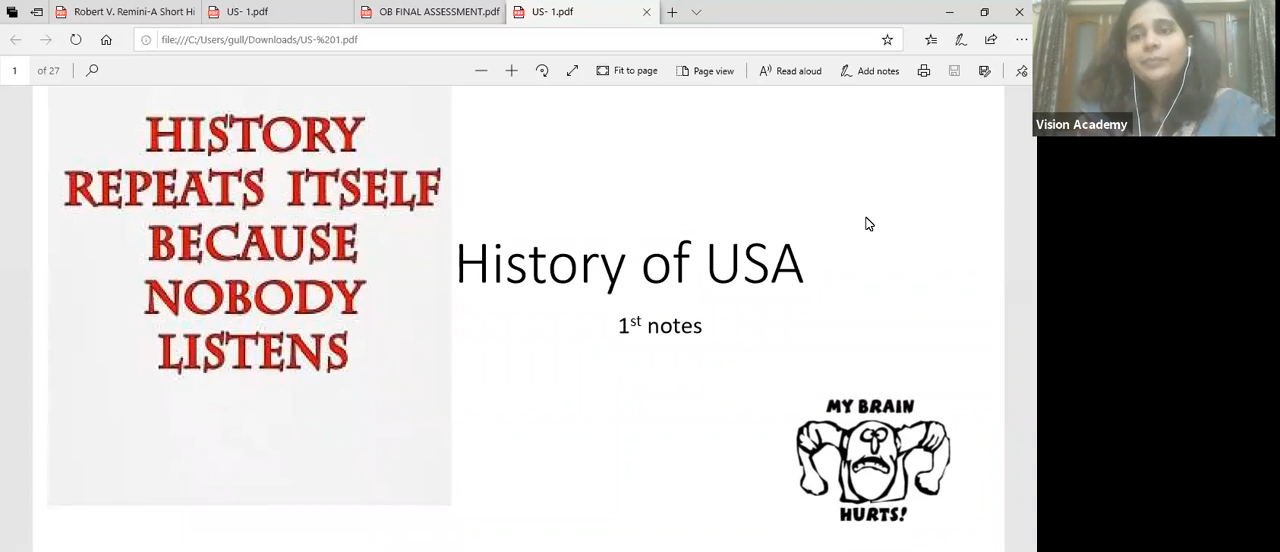 Robert V. Remini-A Short Hi
US- 1.pdf
OB FINAL ASSESSMENT.pdf
US- 1.pdf
file:///C:/Users/gull/Downloads/US-%201.pdf
1 of 27
Fit to page
Page view
Read aloud
Add notes
Vision Academy
HISTORY
REPEATS ITSELF
BECAUSE
NOBODY
LISTENS
History of USA
1st notes
MY BRAIN
HURTS!